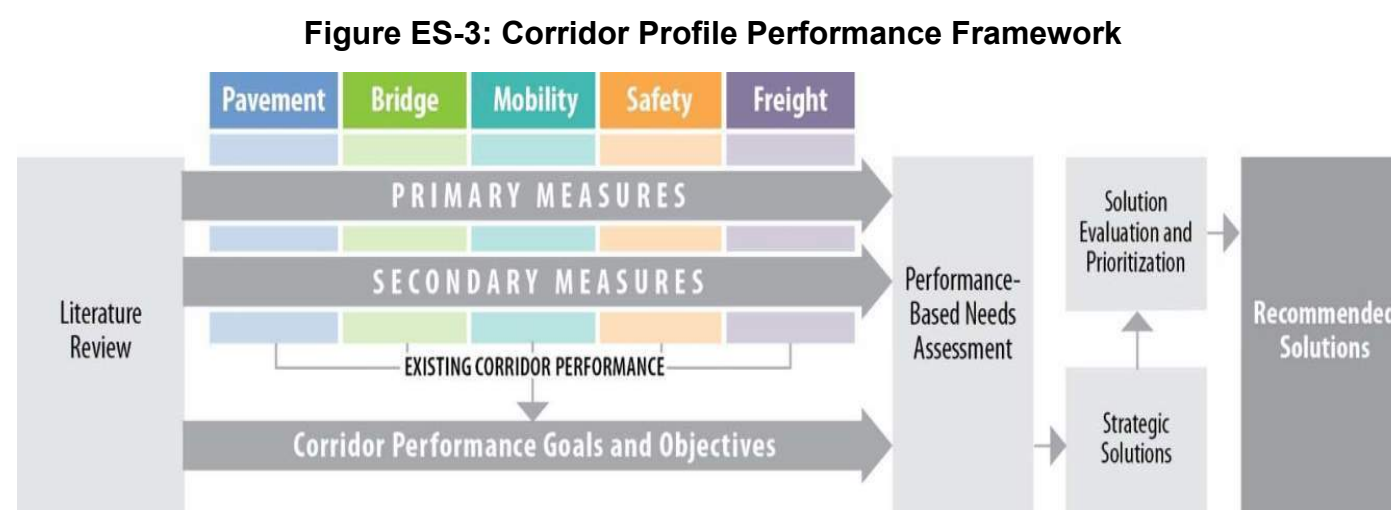 Figure ES-3: Corridor Profile Performance Framework
Pavement
Bridge
Mobility
Safety
Freight
PRIMARY MEASURES
SECONDARY MEASURES
Literature
Review
EXISTING CORRIDOR PERFORMANCE
Corridor Performance Goals and Objectives
Performance-
Based Needs
Assessment
Solution
Evaluation and
Prioritization
Strategic
Solutions
Recommended
Solutions